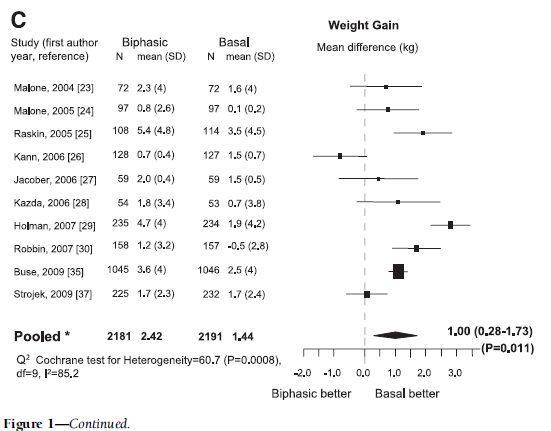 C
Weight Gain
Study (first author year, reference) Biphasic Basal Mean difference (kg)
N mean (SD) N mean (SD)
Malone, 2004 [23] 72 2.3 (4) 72 1.6 (4)
Malone, 2005 [24] 97 0.8 (2.6) 97 0.1 (0.2)
Raskin, 2005 [25] 108 5.4 (4.8) 114 3.5 (4.5)
Kann, 2006 [26] 128 0.7 (0.4) 127 1.5 (0.7)
Jacober, 2006 [27] 59 2.0 (0.4) 59 1.5 (0.5)
Kazda, 2006 [28] 54 1.8 (3.4) 53 0.7 (3.8)
Holman, 2007 [29] 235 4.7 (4) 234 1.9 (4.2)
Robbin, 2007 [30] 158 1.2 (3.2) 157 -0.5 (2.8)
Buse, 2009 [35] 1045 3.6 (4) 1046 2.5 (4)
Strojek, 2009 [37] 225 1.7 (2.3) 232 1.7 (2.4)
Pooled * 2181 2.42 2191 1.44 1.00 (0.28-1.73)
(P=0.011)
Q² Cochrane test for Heterogeneity=60.7 (P=0.0008),
df=9, I²=85.2
-2.0 -1.0 0.0 1.0 2.0 3.0
Biphasic better Basal better
Figure 1—Continued.